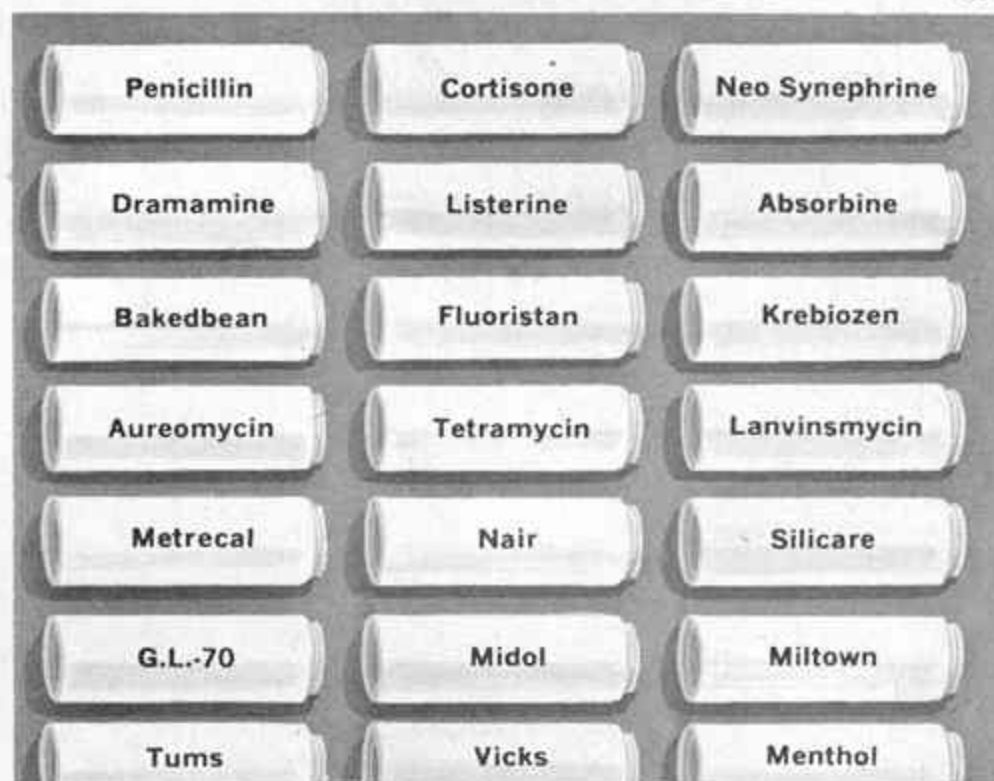 Penicillin Cortisone Neo Synephrine
Dramamine Listerine Absorbine
Bakedbean Fluoristan Krebiozen
Aureomycin Tetramycin Lanvinsmycin
Metrecal Nair Silicare
G.L.-70 Midol Miltown
Tums Vicks Menthol